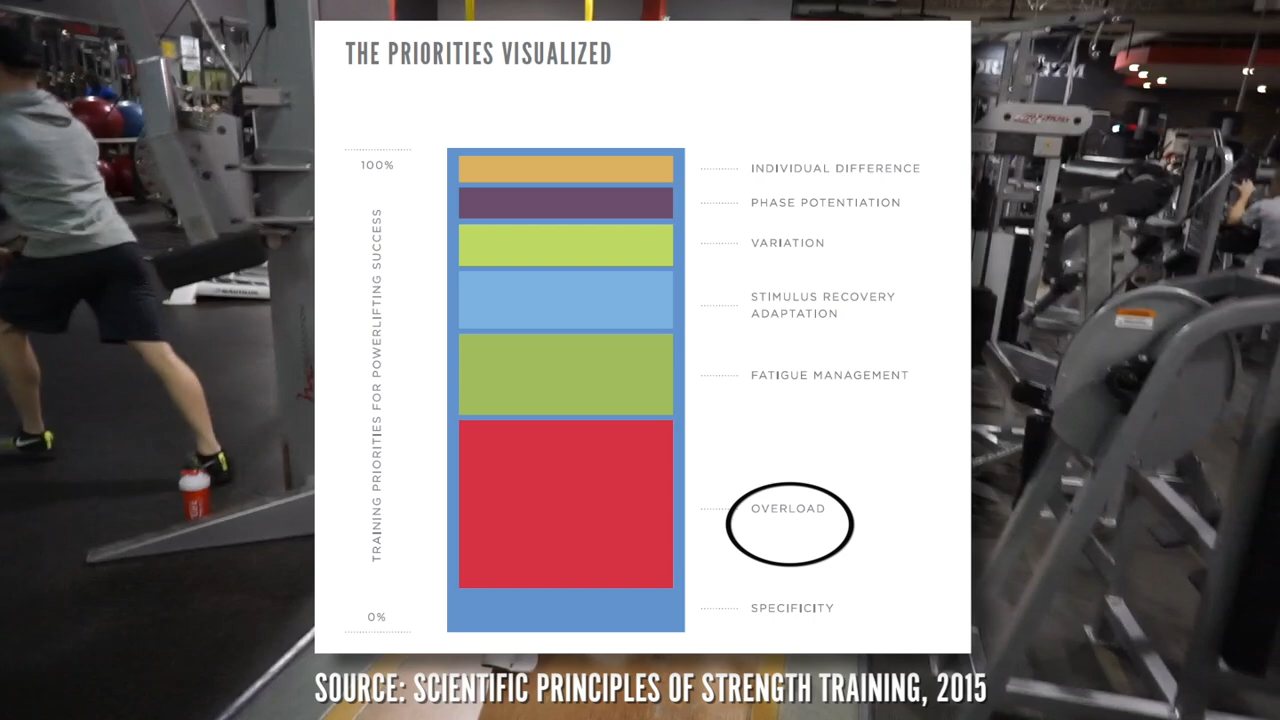 THE PRIORITIES VISUALIZED
100%
TRAINING PRIORITIES FOR POWERLIFTING SUCCESS
0%
INDIVIDUAL DIFFERENCE
PHASE POTENTIATION
VARIATION
STIMULUS RECOVERY
ADAPTATION
FATIGUE MANAGEMENT
OVERLOAD
SPECIFICITY
SOURCE: SCIENTIFIC PRINCIPLES OF STRENGTH TRAINING, 2015